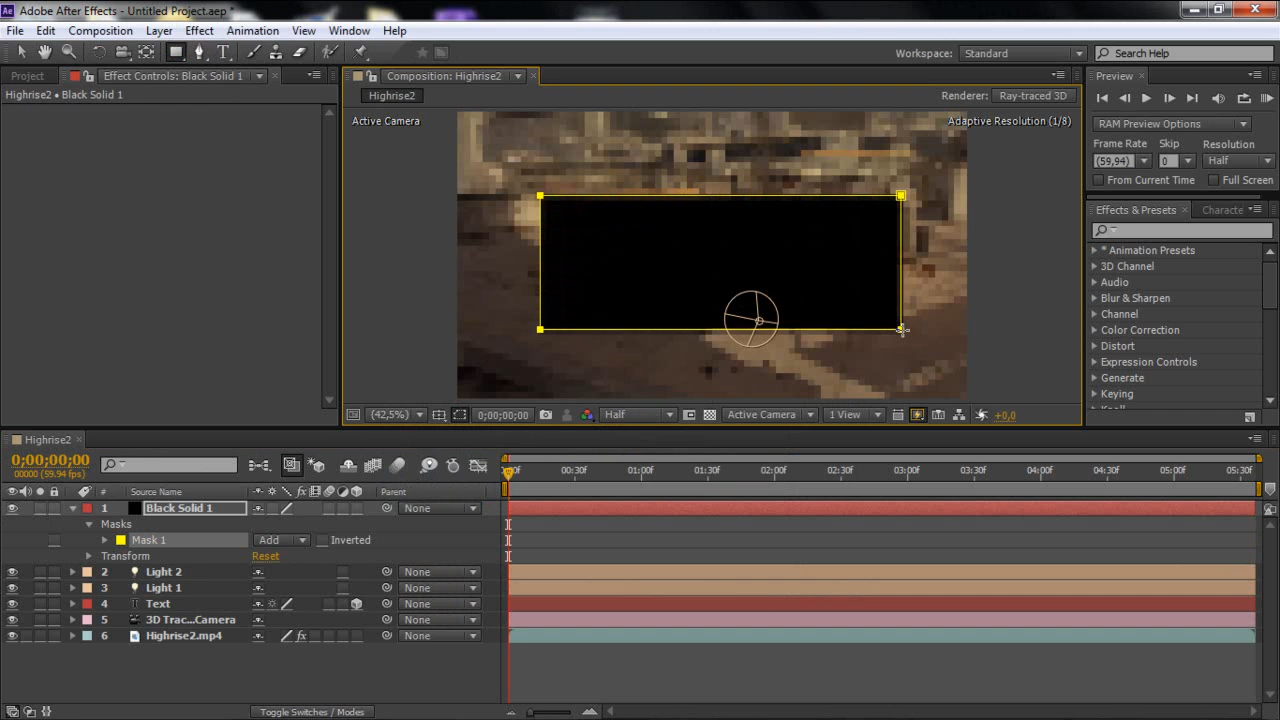 Ae Adobe After Effects - Untitled Project.aep *
File Edit Composition Layer Effect Animation View Window Help
T Workspace: Standard Search Help
Project Effect Controls: Black Solid 1 Composition: Highrise2 Preview
Highrise2 • Black Solid 1 Highrise2 Renderer: Ray-traced 3D
Active Camera Adaptive Resolution (1/8)
RAM Preview Options
Frame Rate Skip Resolution
(59,94) 0 Half
From Current Time Full Screen
Effects & Presets Characte
* Animation Presets
3D Channel
Audio
Blur & Sharpen
Channel
Color Correction
Distort
Expression Controls
Generate
Keying
(42,5%) 0;00;00;00 Half Active Camera 1 View +0,0
Highrise2
0;00;00;00
00000 (59.94 fps)
00:30f 01:00f 01:30f 02:00f 02:30f 03:00f 03:30f 04:00f 04:30f 05:00f 05:30f
# Source Name fx Parent
1 Black Solid 1 None
Masks
Mask 1 Add Inverted
Transform Reset
2 Light 2 None
3 Light 1 None
4 T Text None
5 3D Trac...Camera None
6 Highrise2.mp4 fx None
Toggle Switches / Modes